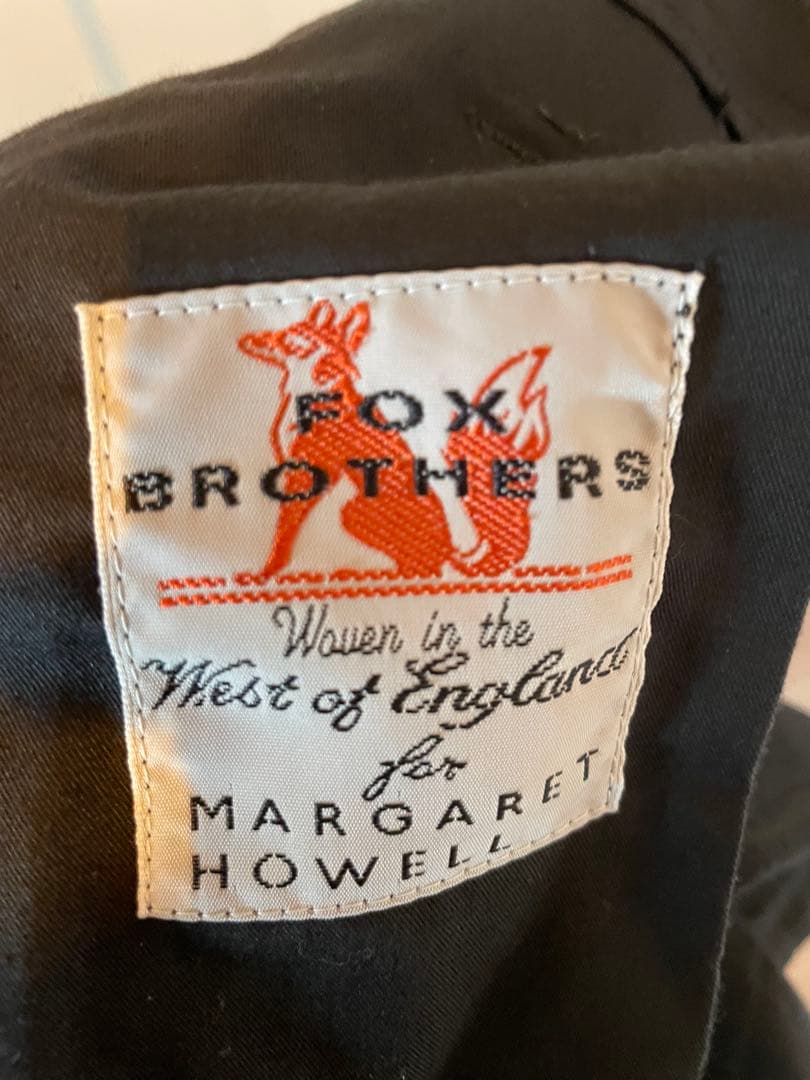 FOX
BROTHERS
Woven in the
West of England
for
MARGARET
HOWELL